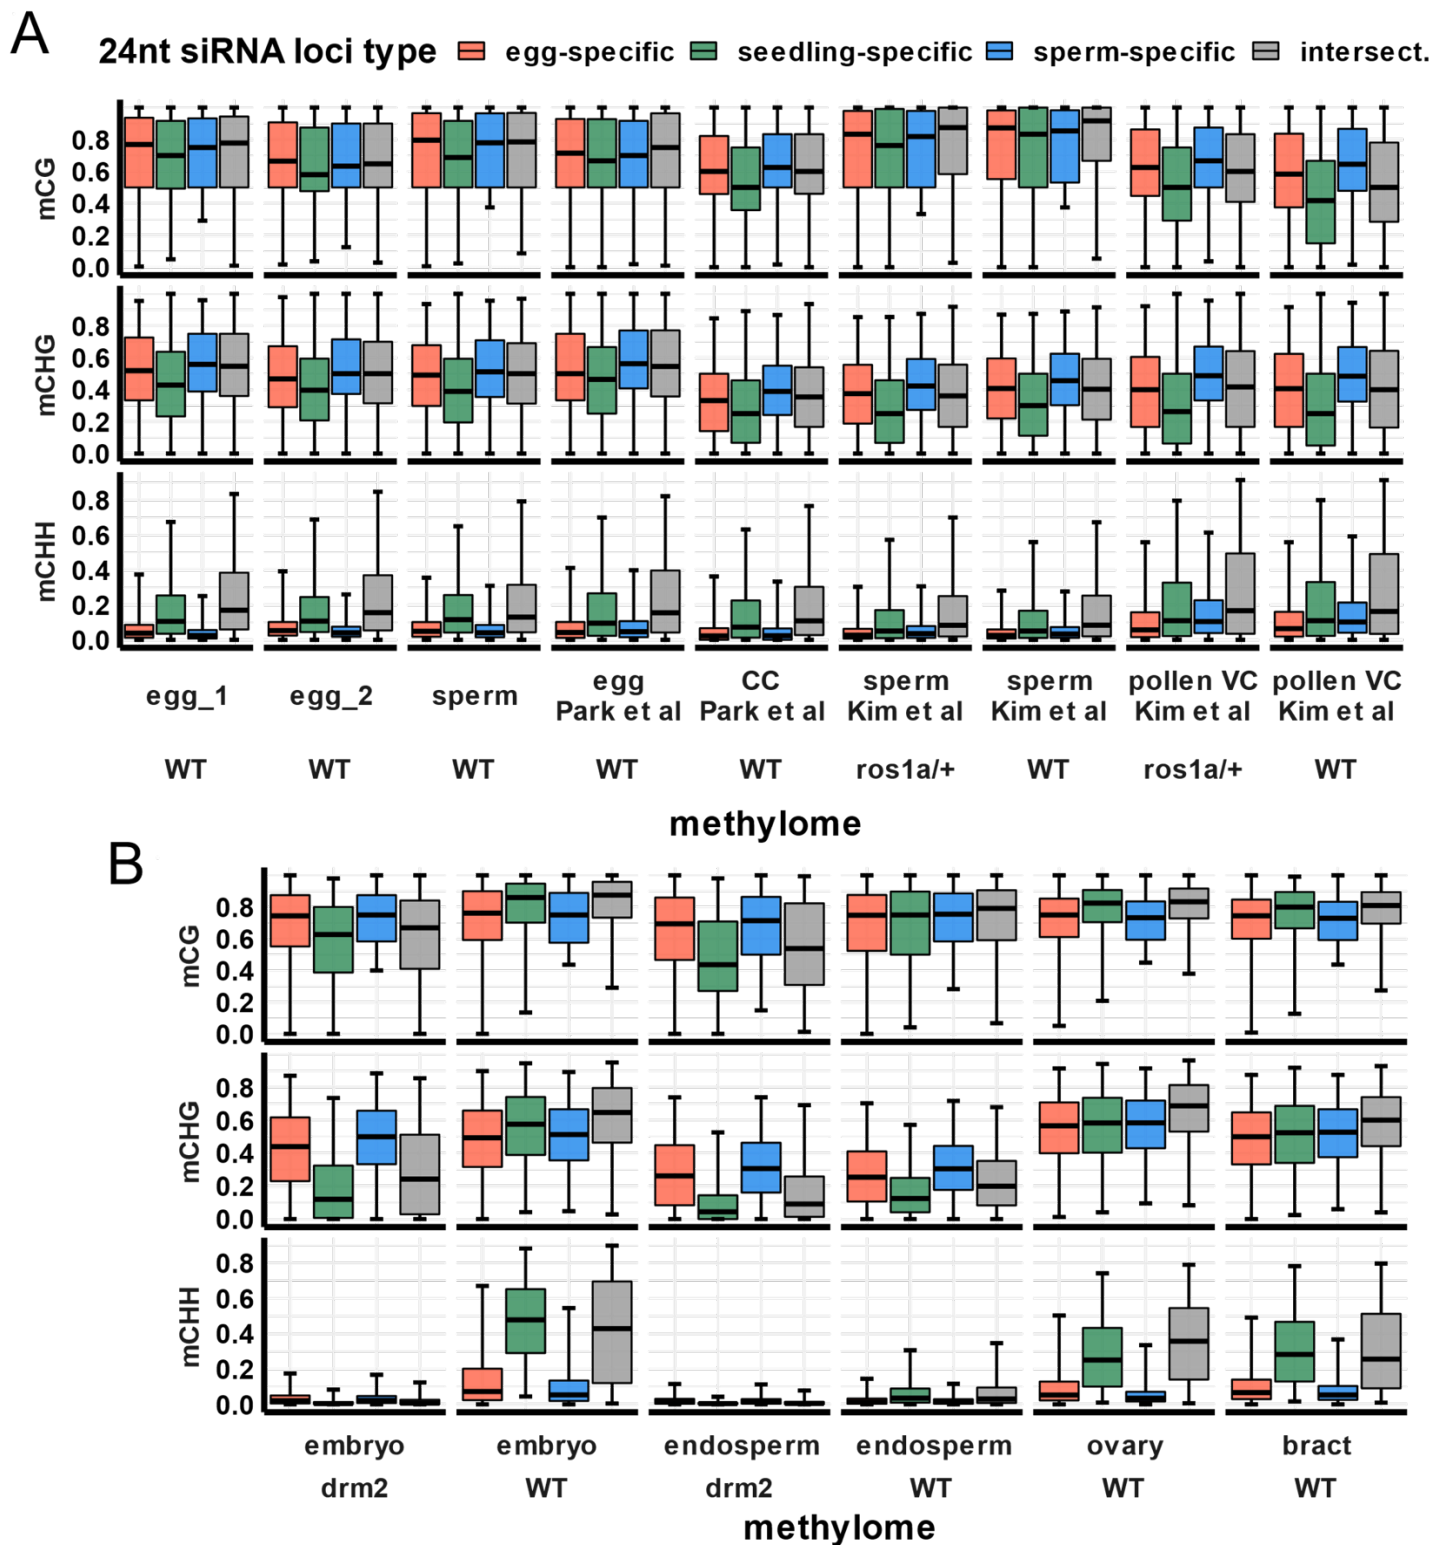 A
24nt siRNA loci type egg-specific seedling-specific sperm-specific intersect.
mCG
0.8
0.6
0.4
0.2
0.0
mCHG
0.8
0.6
0.4
0.2
0.0
mCHH
0.8
0.6
0.4
0.2
0.0
egg_1 egg_2 sperm egg CC sperm sperm pollen VC pollen VC
Park et al Park et al Kim et al Kim et al Kim et al Kim et al
WT WT WT WT WT ros1a/+ WT ros1a/+ WT
methylome
B
mCG
0.8
0.6
0.4
0.2
0.0
mCHG
0.8
0.6
0.4
0.2
0.0
mCHH
0.8
0.6
0.4
0.2
0.0
embryo embryo endosperm endosperm ovary bract
drm2 WT drm2 WT WT WT
methylome